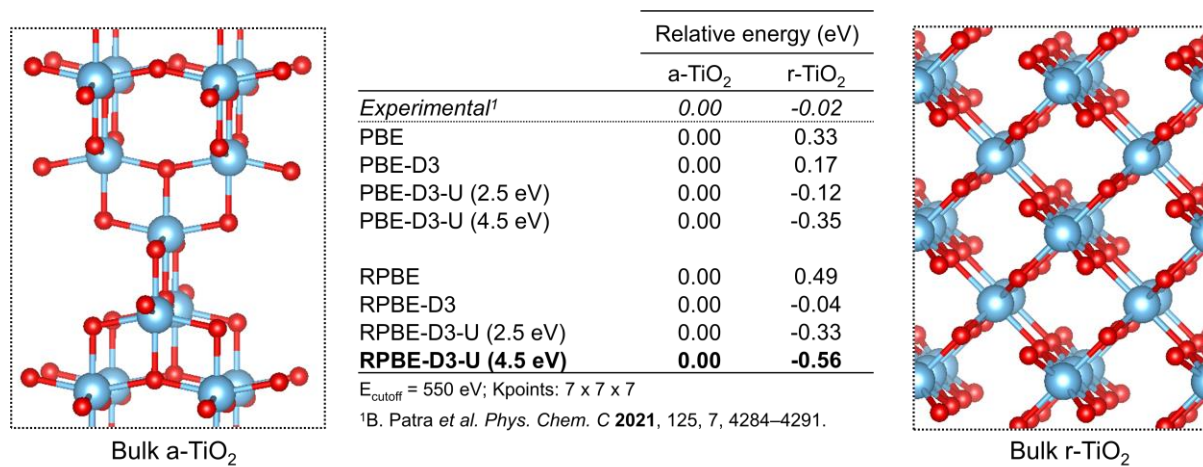 Relative energy (eV)
a-TiO₂ r-TiO₂
Experimental¹ 0.00 -0.02
PBE 0.00 0.33
PBE-D3 0.00 0.17
PBE-D3-U (2.5 eV) 0.00 -0.12
PBE-D3-U (4.5 eV) 0.00 -0.35
RPBE 0.00 0.49
RPBE-D3 0.00 -0.04
RPBE-D3-U (2.5 eV) 0.00 -0.33
RPBE-D3-U (4.5 eV) 0.00 -0.56
E_cutoff = 550 eV; Kpoints: 7 x 7 x 7
¹B. Patra et al. Phys. Chem. C 2021, 125, 7, 4284–4291.
Bulk a-TiO₂
Bulk r-TiO₂